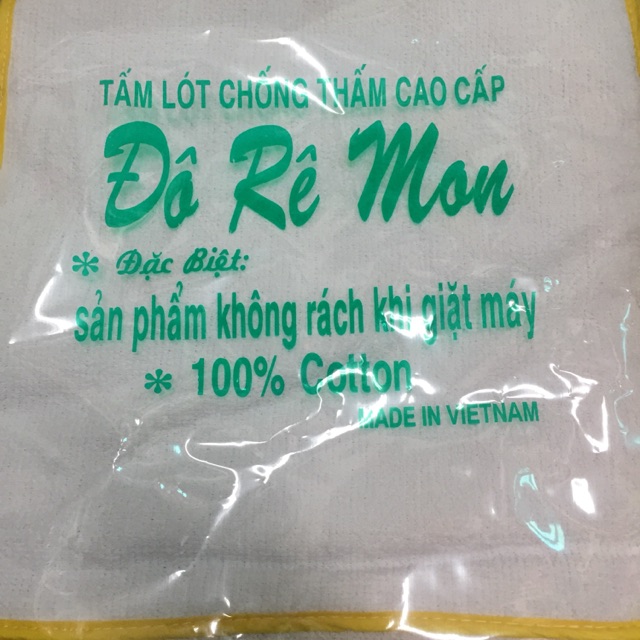 TẤM LÓT CHỐNG THẤM CAO CẤP
Đô Rê Mon
* Đặc Biệt:
sản phẩm không rách khi giặt máy
* 100% Cotton
MADE IN VIETNAM